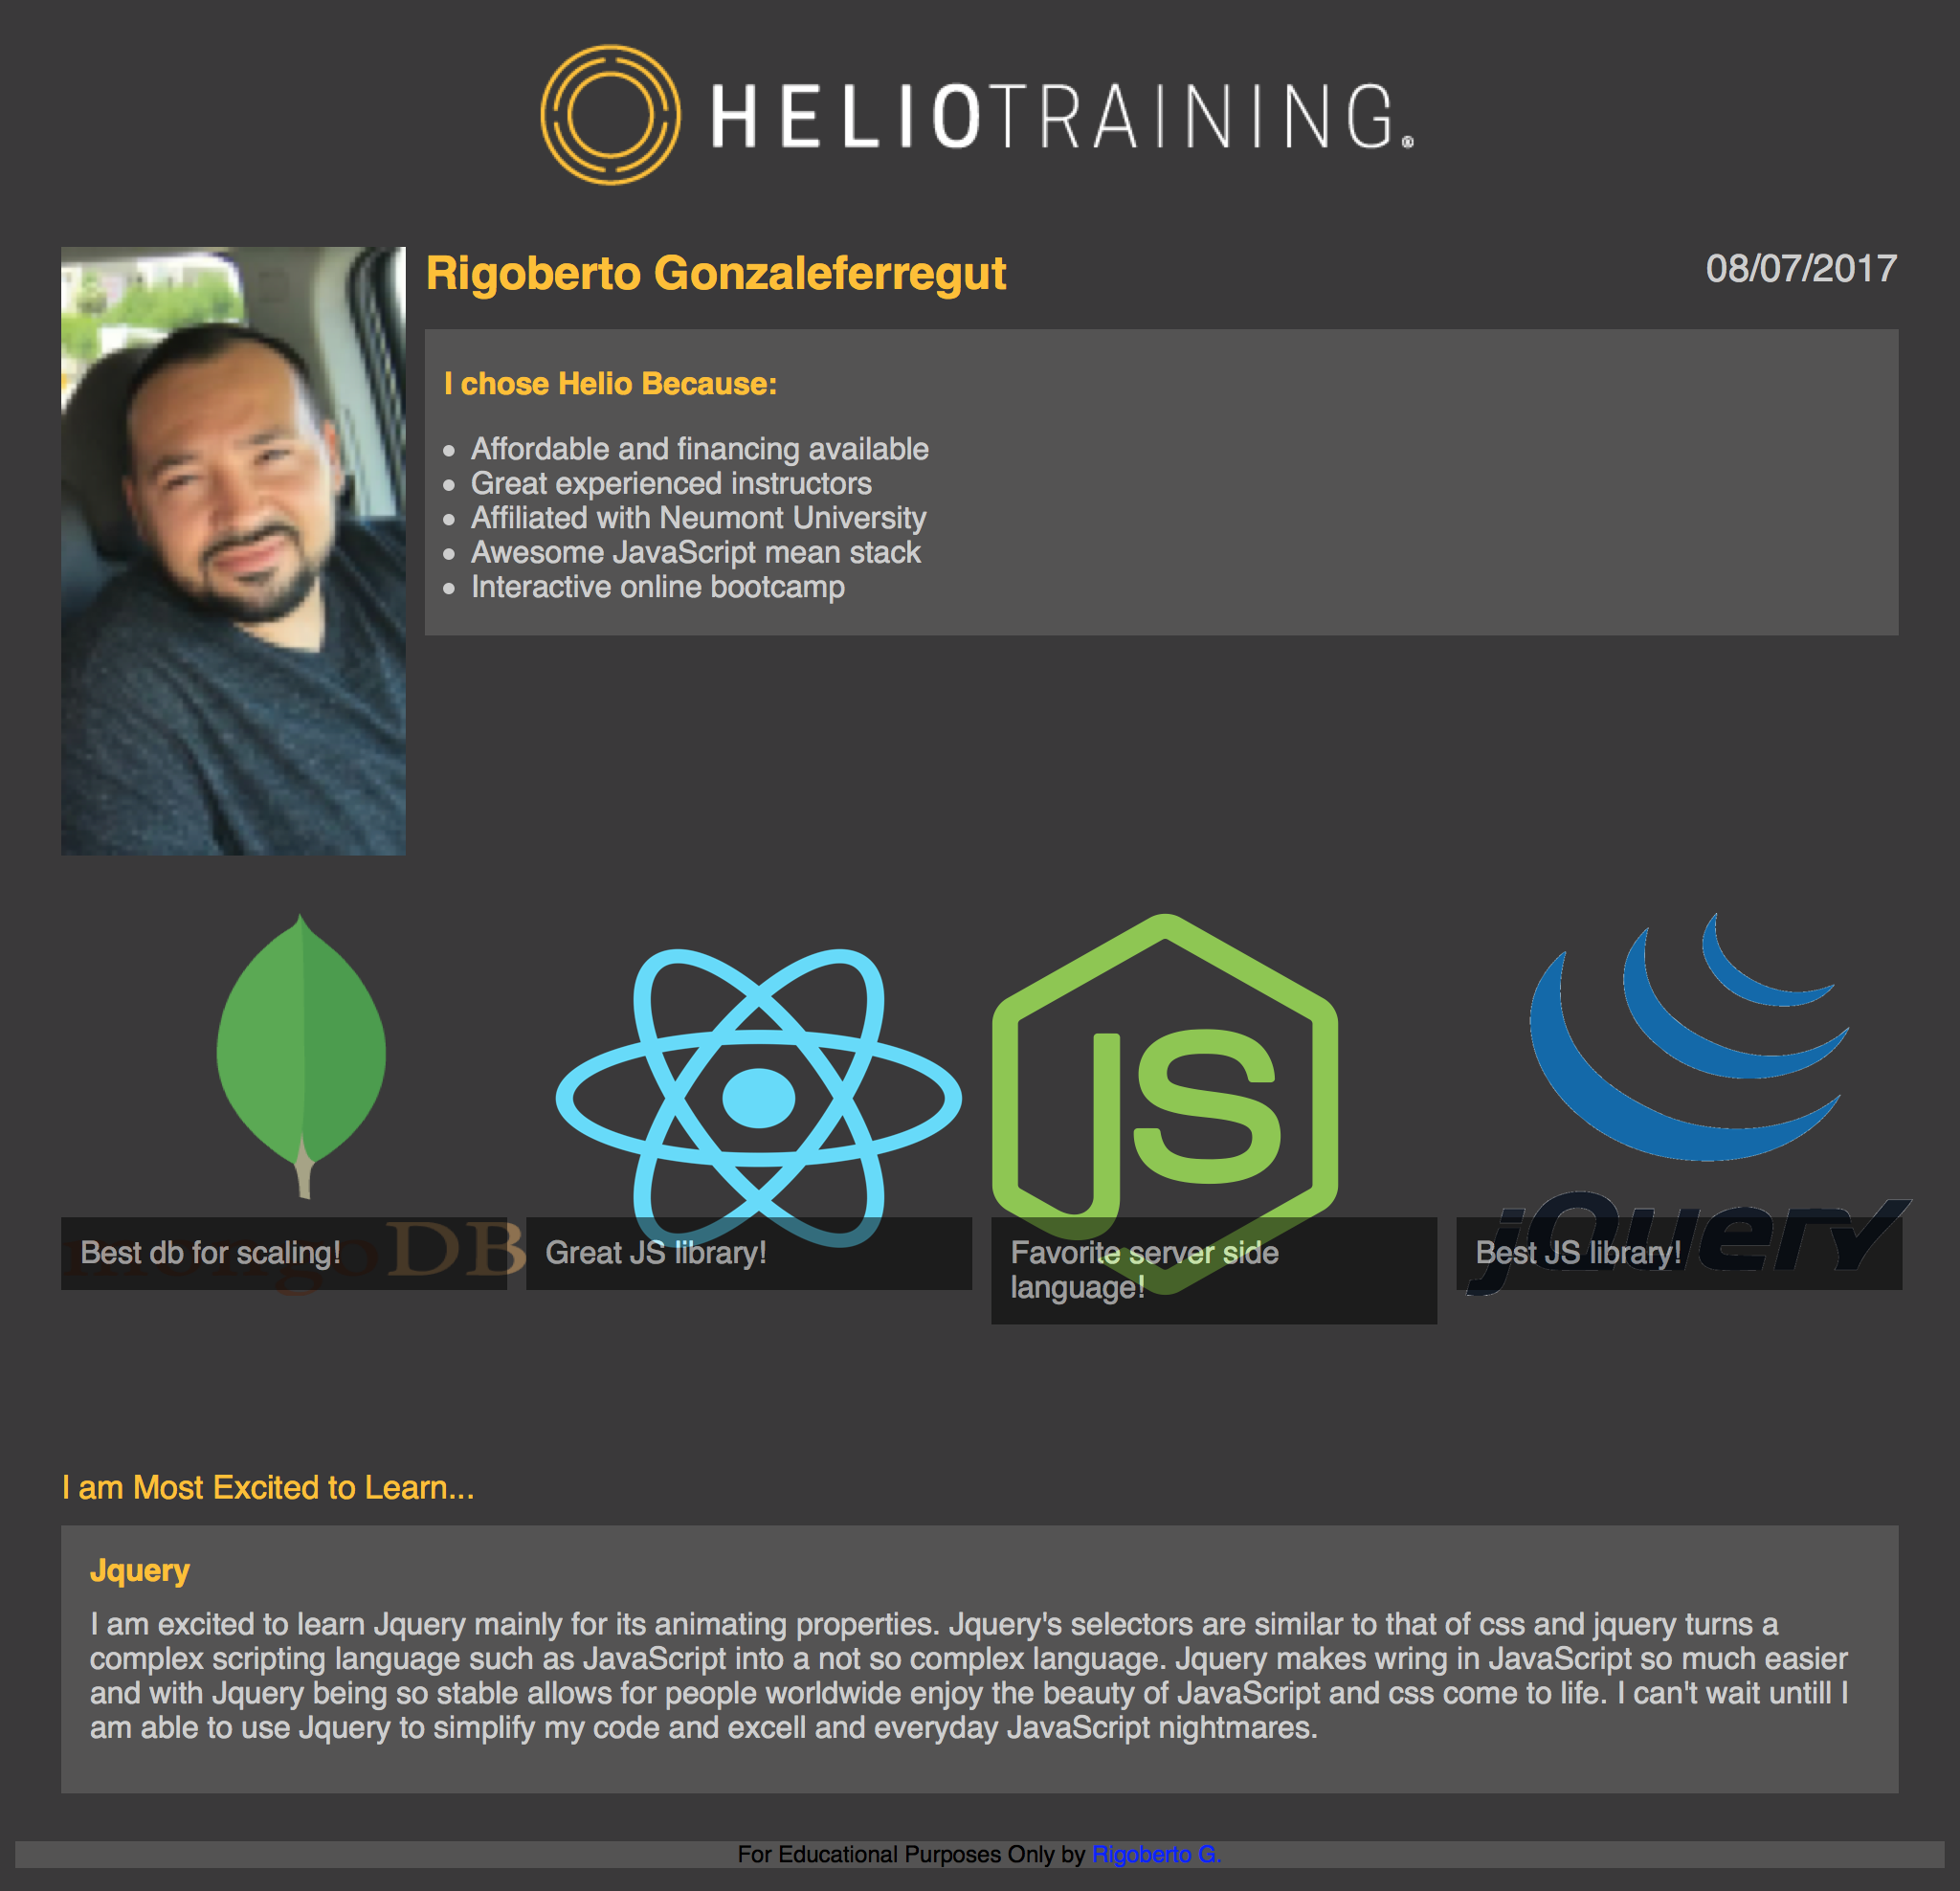 HELIOTRAINING®
Rigoberto Gonzaleferregut
08/07/2017
I chose Helio Because:
Affordable and financing available
Great experienced instructors
Affiliated with Neumont University
Awesome JavaScript mean stack
Interactive online bootcamp
JS
mongoDB
Best db for scaling!
Great JS library!
Favorite server side
language!
jQuery
Best JS library!
I am Most Excited to Learn...
Jquery
I am excited to learn Jquery mainly for its animating properties. Jquery's selectors are similar to that of css and jquery turns a
complex scripting language such as JavaScript into a not so complex language. Jquery makes wring in JavaScript so much easier
and with Jquery being so stable allows for people worldwide enjoy the beauty of JavaScript and css come to life. I can't wait untill I
am able to use Jquery to simplify my code and excell and everyday JavaScript nightmares.
For Educational Purposes Only by Rigoberto G.